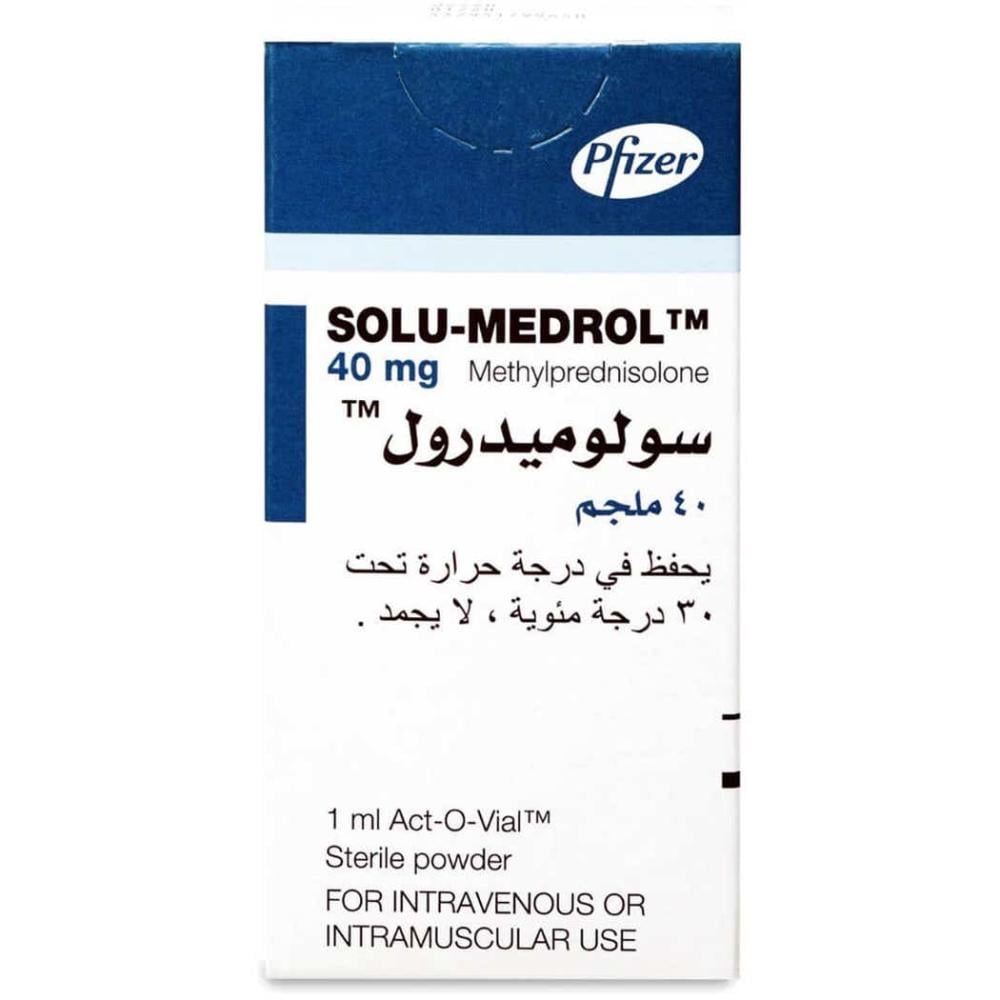 Pfizer
SOLU-MEDROL™
40 mg Methylprednisolone
سولوميدرول™
٤٠ ملجم
يحفظ في درجة حرارة تحت
٣٠ درجة مئوية ، لا يجمد .
1 ml Act-O-Vial™
Sterile powder
FOR INTRAVENOUS OR
INTRAMUSCULAR USE